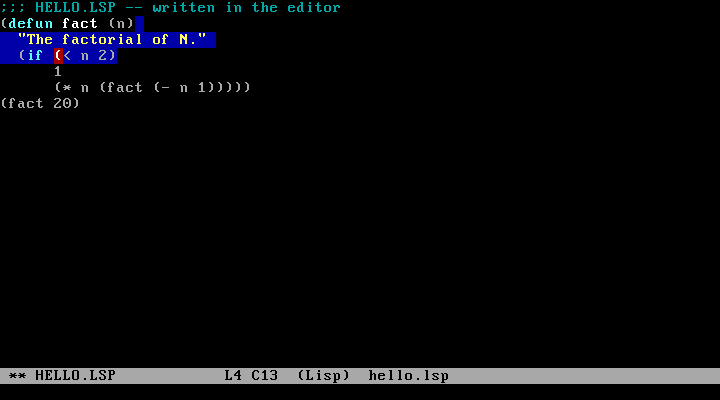 ;;; HELLO.LSP -- written in the editor
(defun fact (n)
  "The factorial of N."
  (if (< n 2)
      1
      (* n (fact (- n 1)))))
(fact 20)
** HELLO.LSP            L4 C13  (Lisp)  hello.lsp